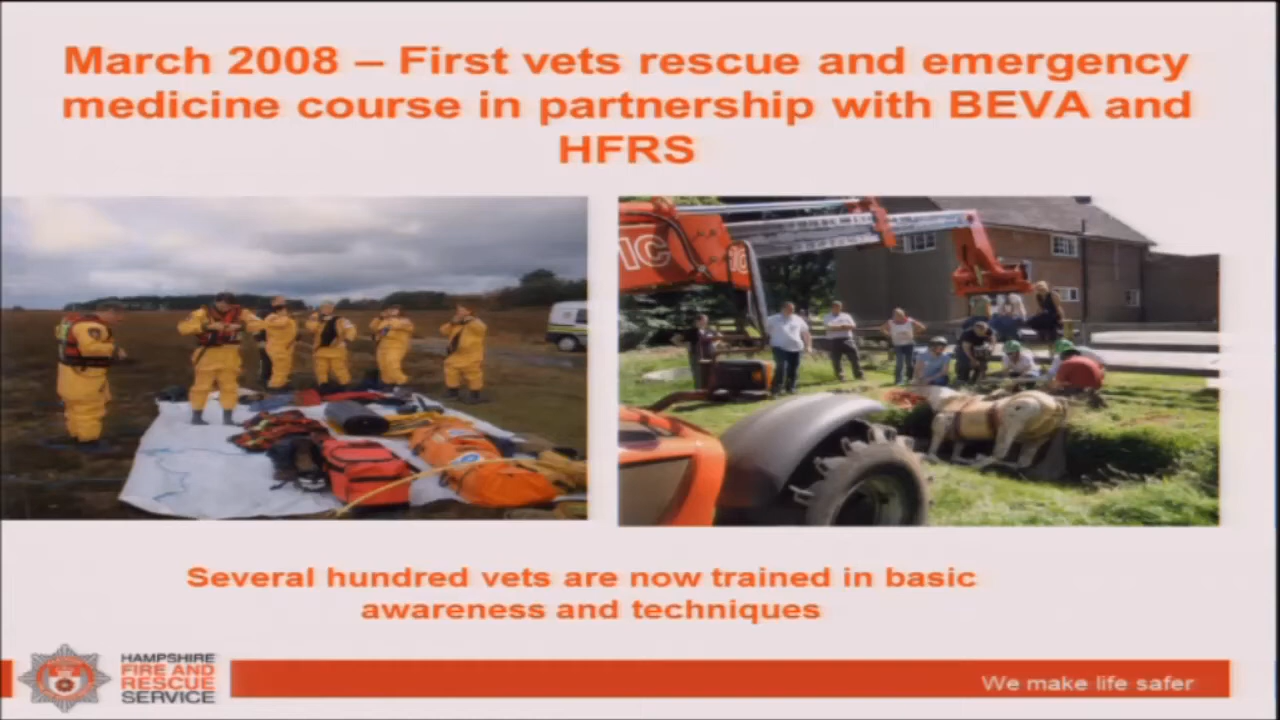 March 2008 – First vets rescue and emergency
medicine course in partnership with BEVA and
HFRS
Several hundred vets are now trained in basic
awareness and techniques
HAMPSHIRE
FIRE AND
RESCUE
SERVICE
We make life safer